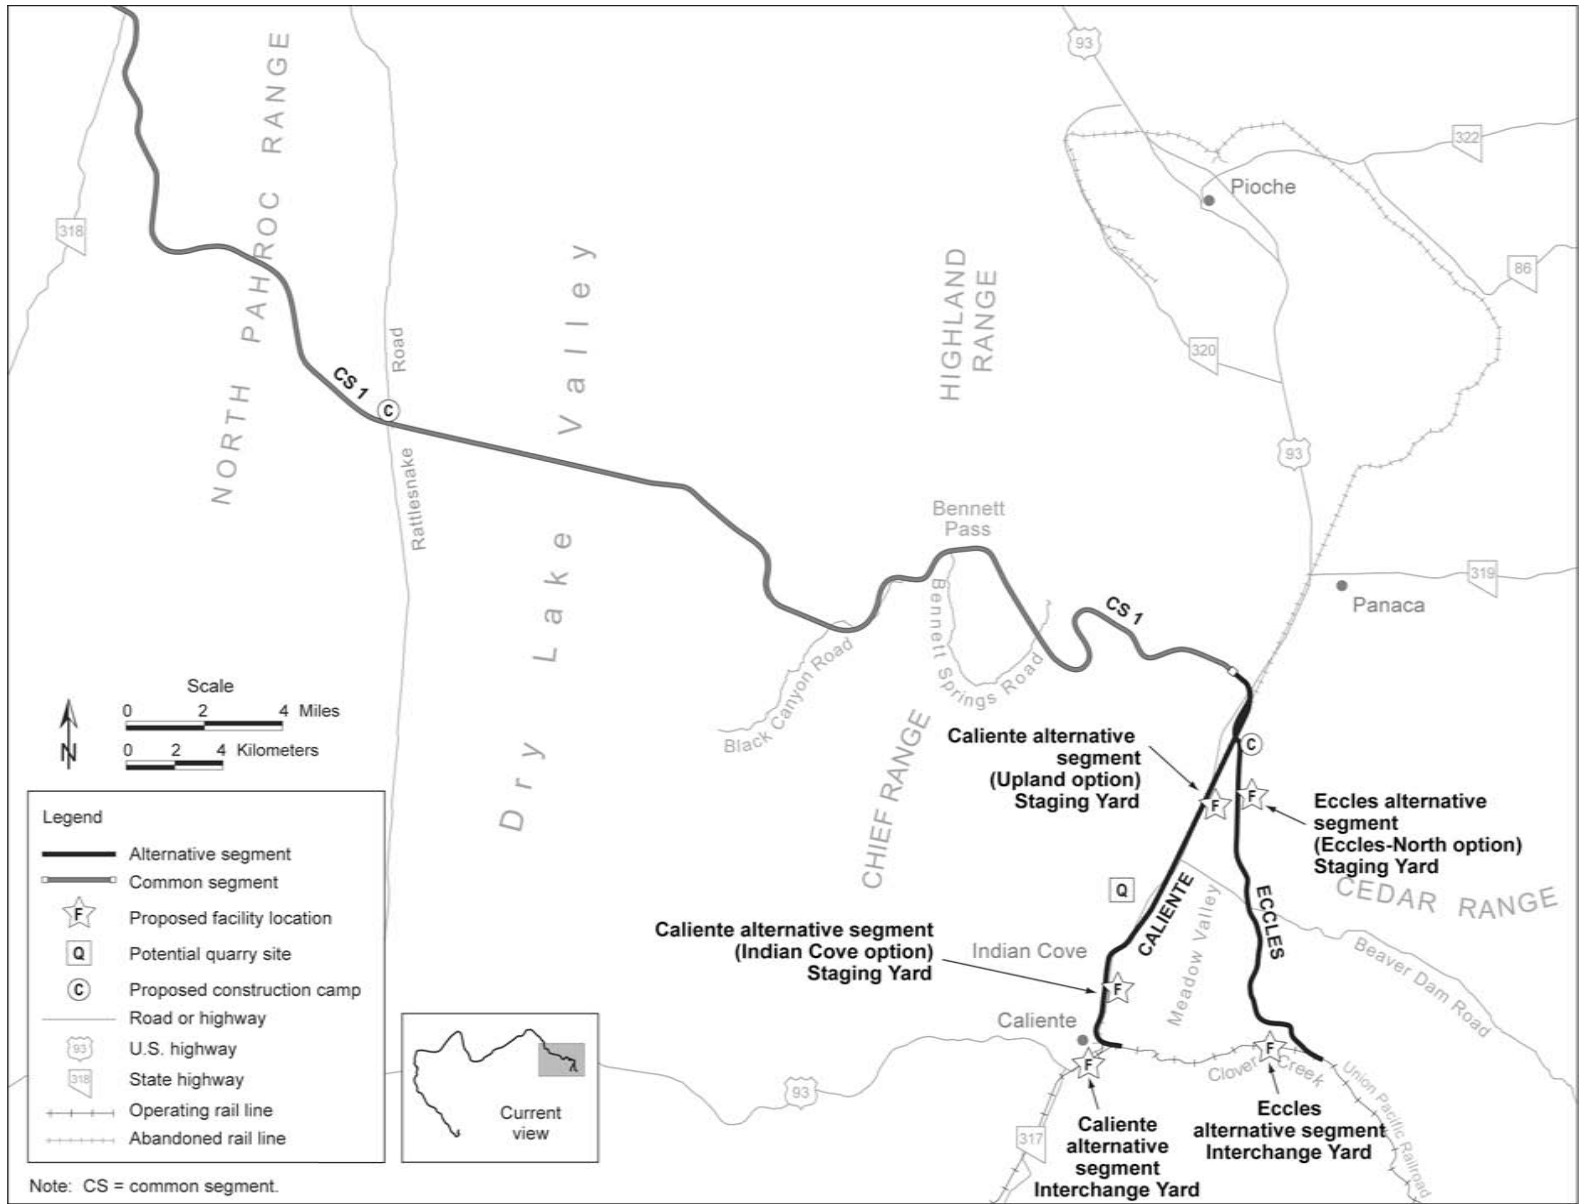 93
322
Pioche
86
318
NORTH PAHROC RANGE
Road
Rattlesnake
Dry Lake Valley
HIGHLAND
RANGE
320
93
CS 1
C
Bennett
Pass
Bennett Springs Road
Black Canyon Road
CS 1
319
Panaca
Scale
0 2 4 Miles
0 2 4 Kilometers
N
CHIEF RANGE
Caliente alternative
segment
(Upland option)
Staging Yard
C
F
F
Eccles alternative
segment
(Eccles-North option)
Staging Yard
CEDAR RANGE
Q
CALIENTE
Meadow Valley
ECCLES
Beaver Dam Road
Caliente alternative segment
(Indian Cove option)
Staging Yard
Indian Cove
F
Caliente
F
F
Clover Creek
Union Pacific Railroad
93
317
Caliente
alternative
segment
Interchange Yard
Eccles
alternative segment
Interchange Yard
Legend
Alternative segment
Common segment
F Proposed facility location
Q Potential quarry site
C Proposed construction camp
Road or highway
93 U.S. highway
318 State highway
Operating rail line
Abandoned rail line
Current
view
Note: CS = common segment.